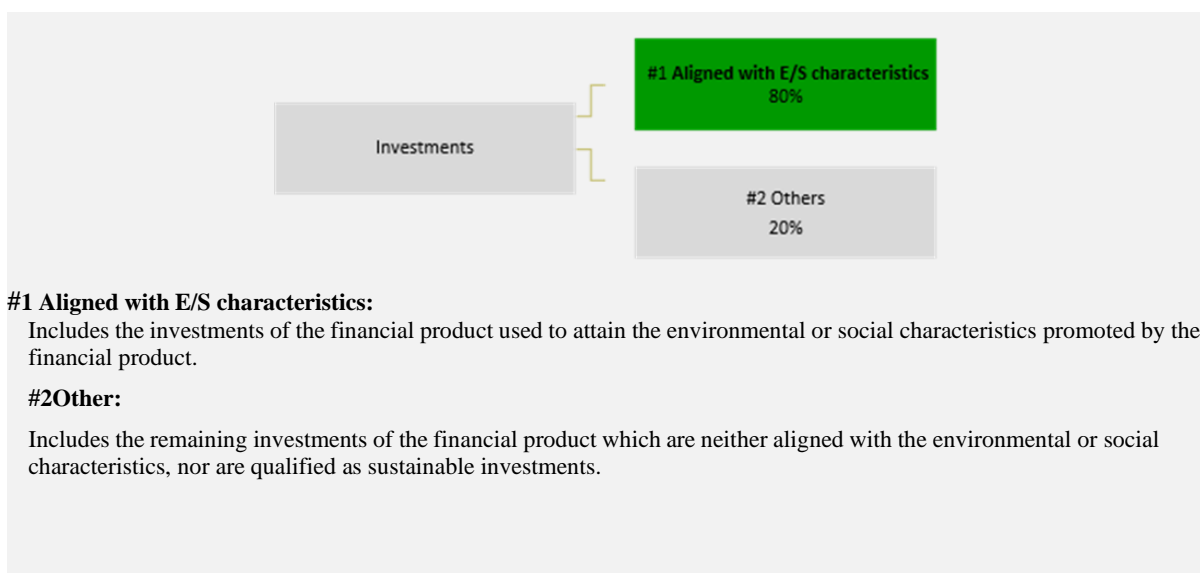 #1 Aligned with E/S characteristics
80%
Investments
#2 Others
20%
#1 Aligned with E/S characteristics:
Includes the investments of the financial product used to attain the environmental or social characteristics promoted by the
financial product.
#2Other:
Includes the remaining investments of the financial product which are neither aligned with the environmental or social
characteristics, nor are qualified as sustainable investments.